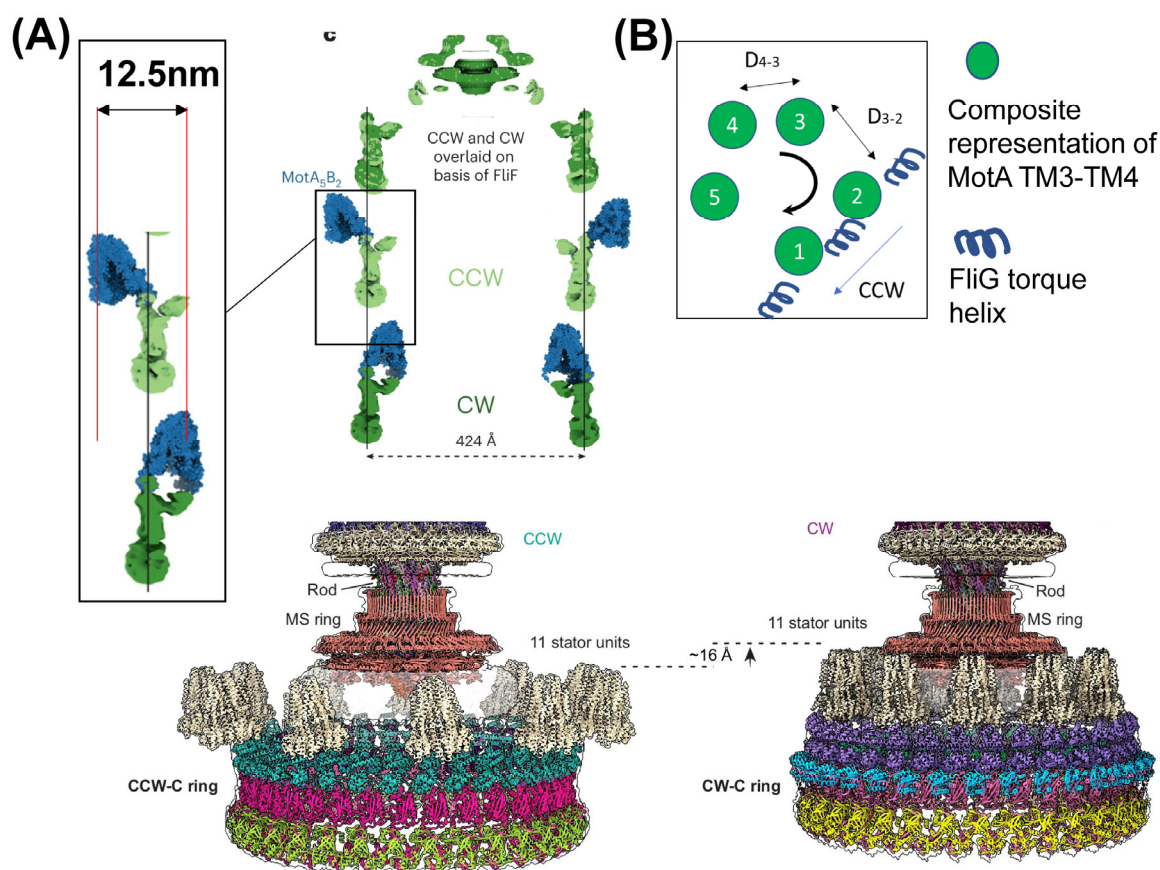 (A)
12.5nm
c
CCW and CW
overlaid on
basis of FliF
MotA5B2
CCW
CW
424 Å
(B)
D4-3
D3-2
4
3
5
2
1
CCW
Composite
representation of
MotA TM3-TM4
FliG torque
helix
CCW
Rod
MS ring
11 stator units
~16 Å
CCW-C ring
CW
Rod
MS ring
11 stator units
CW-C ring